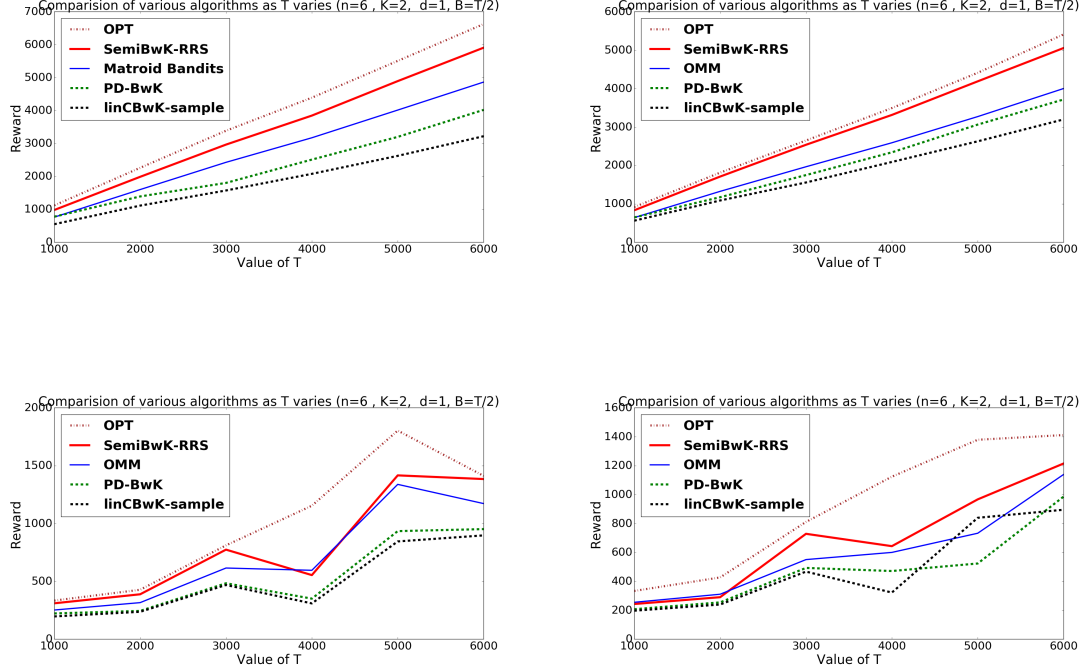 Comparision of various algorithms as T varies (n=6 , K=2,  d=1, B=T/2)
7000
6000
5000
4000
3000
2000
1000
0
Reward
OPT
SemiBwK-RRS
Matroid Bandits
PD-BwK
linCBwK-sample
1000 2000 3000 4000 5000 6000
Value of T
Comparision of various algorithms as T varies (n=6 , K=2,  d=1, B=T/2)
6000
5000
4000
3000
2000
1000
0
Reward
OPT
SemiBwK-RRS
OMM
PD-BwK
linCBwK-sample
1000 2000 3000 4000 5000 6000
Value of T
Comparision of various algorithms as T varies (n=6 , K=2,  d=1, B=T/2)
2000
1500
1000
500
0
Reward
OPT
SemiBwK-RRS
OMM
PD-BwK
linCBwK-sample
1000 2000 3000 4000 5000 6000
Value of T
Comparision of various algorithms as T varies (n=6 , K=2,  d=1, B=T/2)
1600
1400
1200
1000
800
600
400
200
0
Reward
OPT
SemiBwK-RRS
OMM
PD-BwK
linCBwK-sample
1000 2000 3000 4000 5000 6000
Value of T